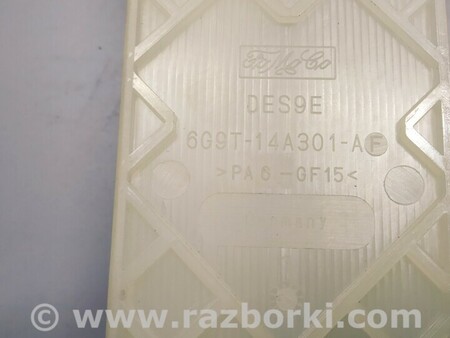 FoMoCo
DES9E
6G9T-14A301-AF
>PA6-GF15<
© www.razborki.com